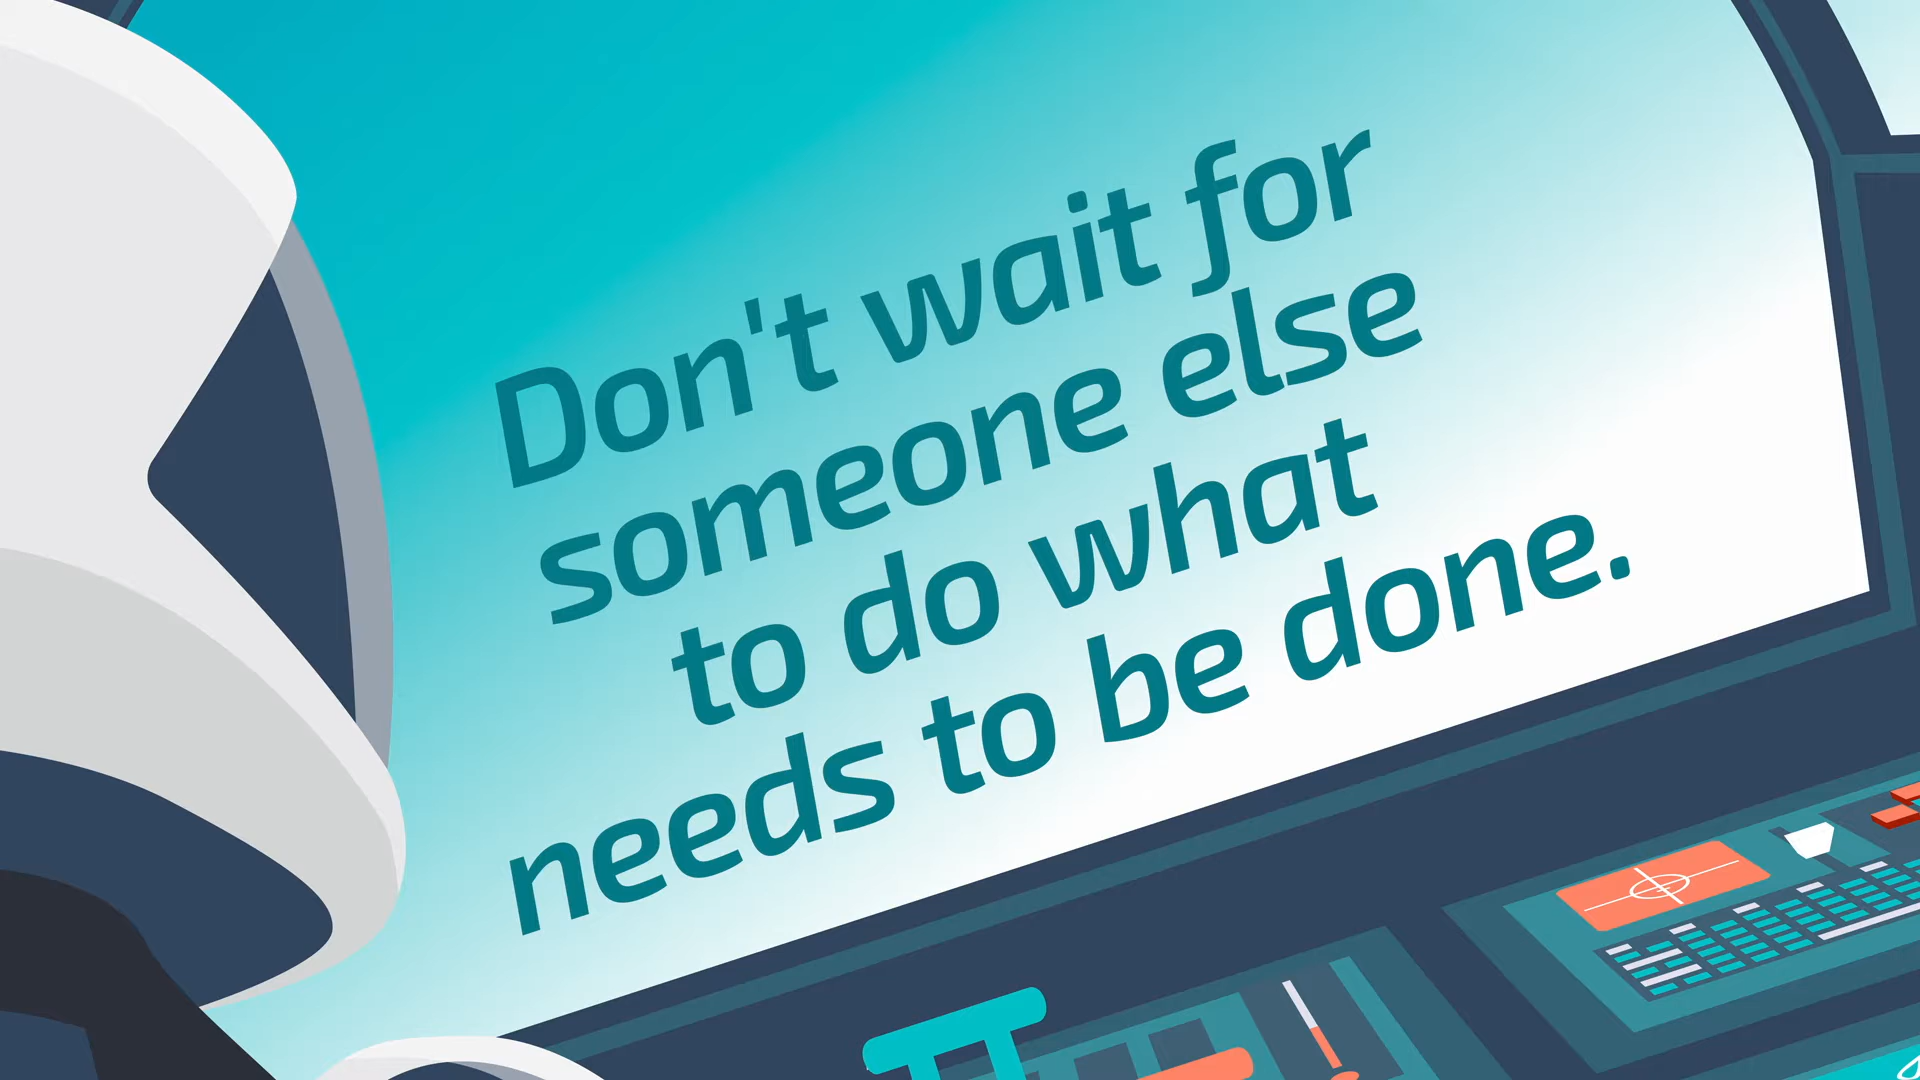 Don't wait for
someone else
to do what
needs to be done.